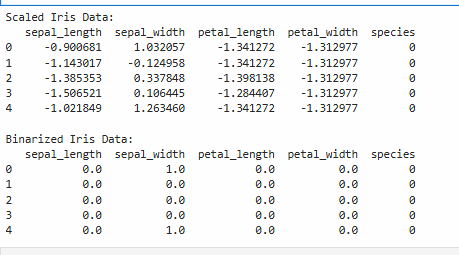 Scaled Iris Data:
   sepal_length  sepal_width  petal_length  petal_width  species
0     -0.900681     1.032057     -1.341272    -1.312977        0
1     -1.143017    -0.124958     -1.341272    -1.312977        0
2     -1.385353     0.337848     -1.398138    -1.312977        0
3     -1.506521     0.106445     -1.284407    -1.312977        0
4     -1.021849     1.263460     -1.341272    -1.312977        0

Binarized Iris Data:
   sepal_length  sepal_width  petal_length  petal_width  species
0           0.0          1.0           0.0          0.0        0
1           0.0          0.0           0.0          0.0        0
2           0.0          0.0           0.0          0.0        0
3           0.0          0.0           0.0          0.0        0
4           0.0          1.0           0.0          0.0        0